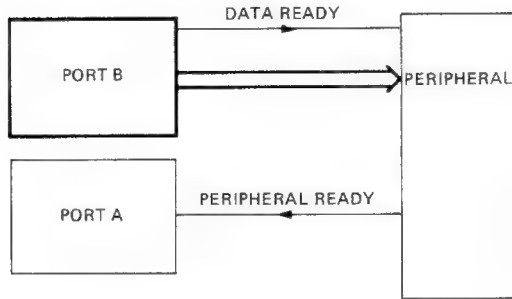 DATA READY
PORT B
PERIPHERAL
PERIPHERAL READY
PORT A